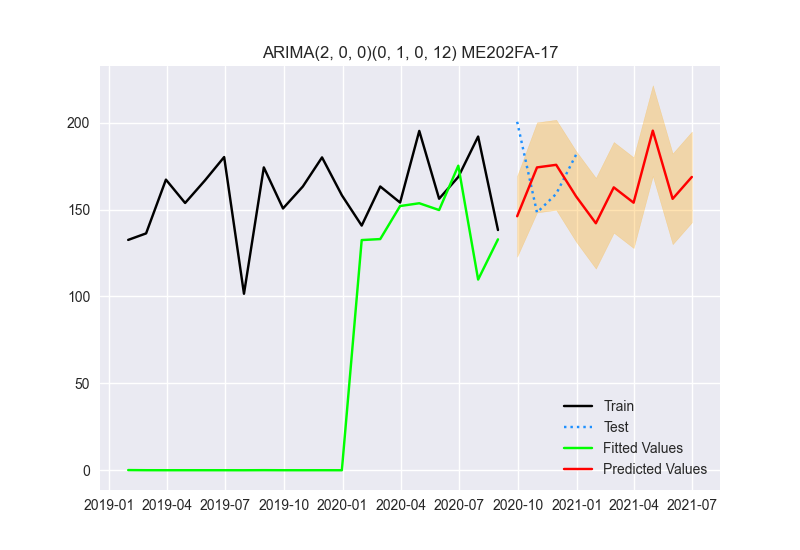 ARIMA(2, 0, 0)(0, 1, 0, 12) ME202FA-17
200
150
100
50
0
Train
Test
Fitted Values
Predicted Values
2019-01 2019-04 2019-07 2019-10 2020-01 2020-04 2020-07 2020-10 2021-01 2021-04 2021-07